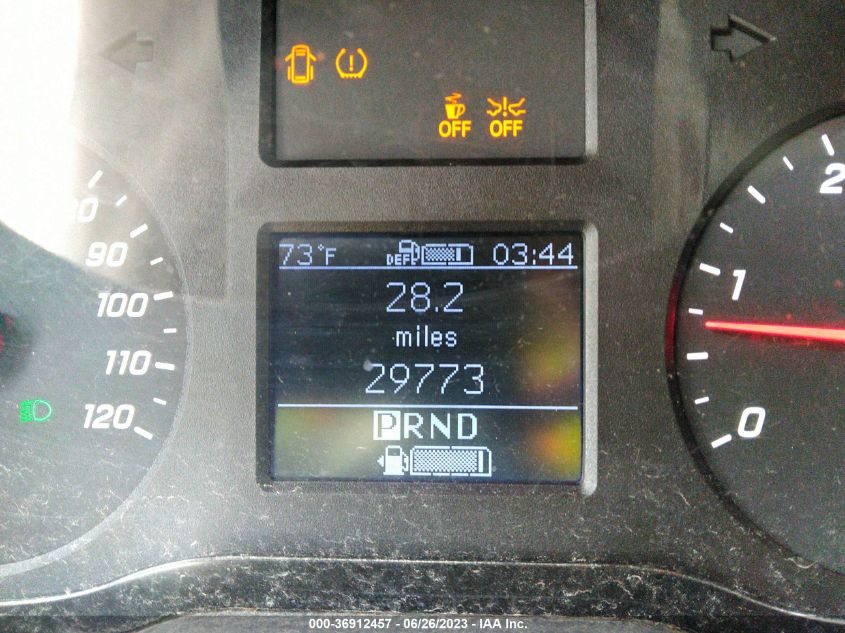 OFF OFF
73°F DEF 03:44
28.2
miles
29773
PRND
90
100
110
120
2
1
0
000-36912457 - 06/26/2023 - IAA Inc.